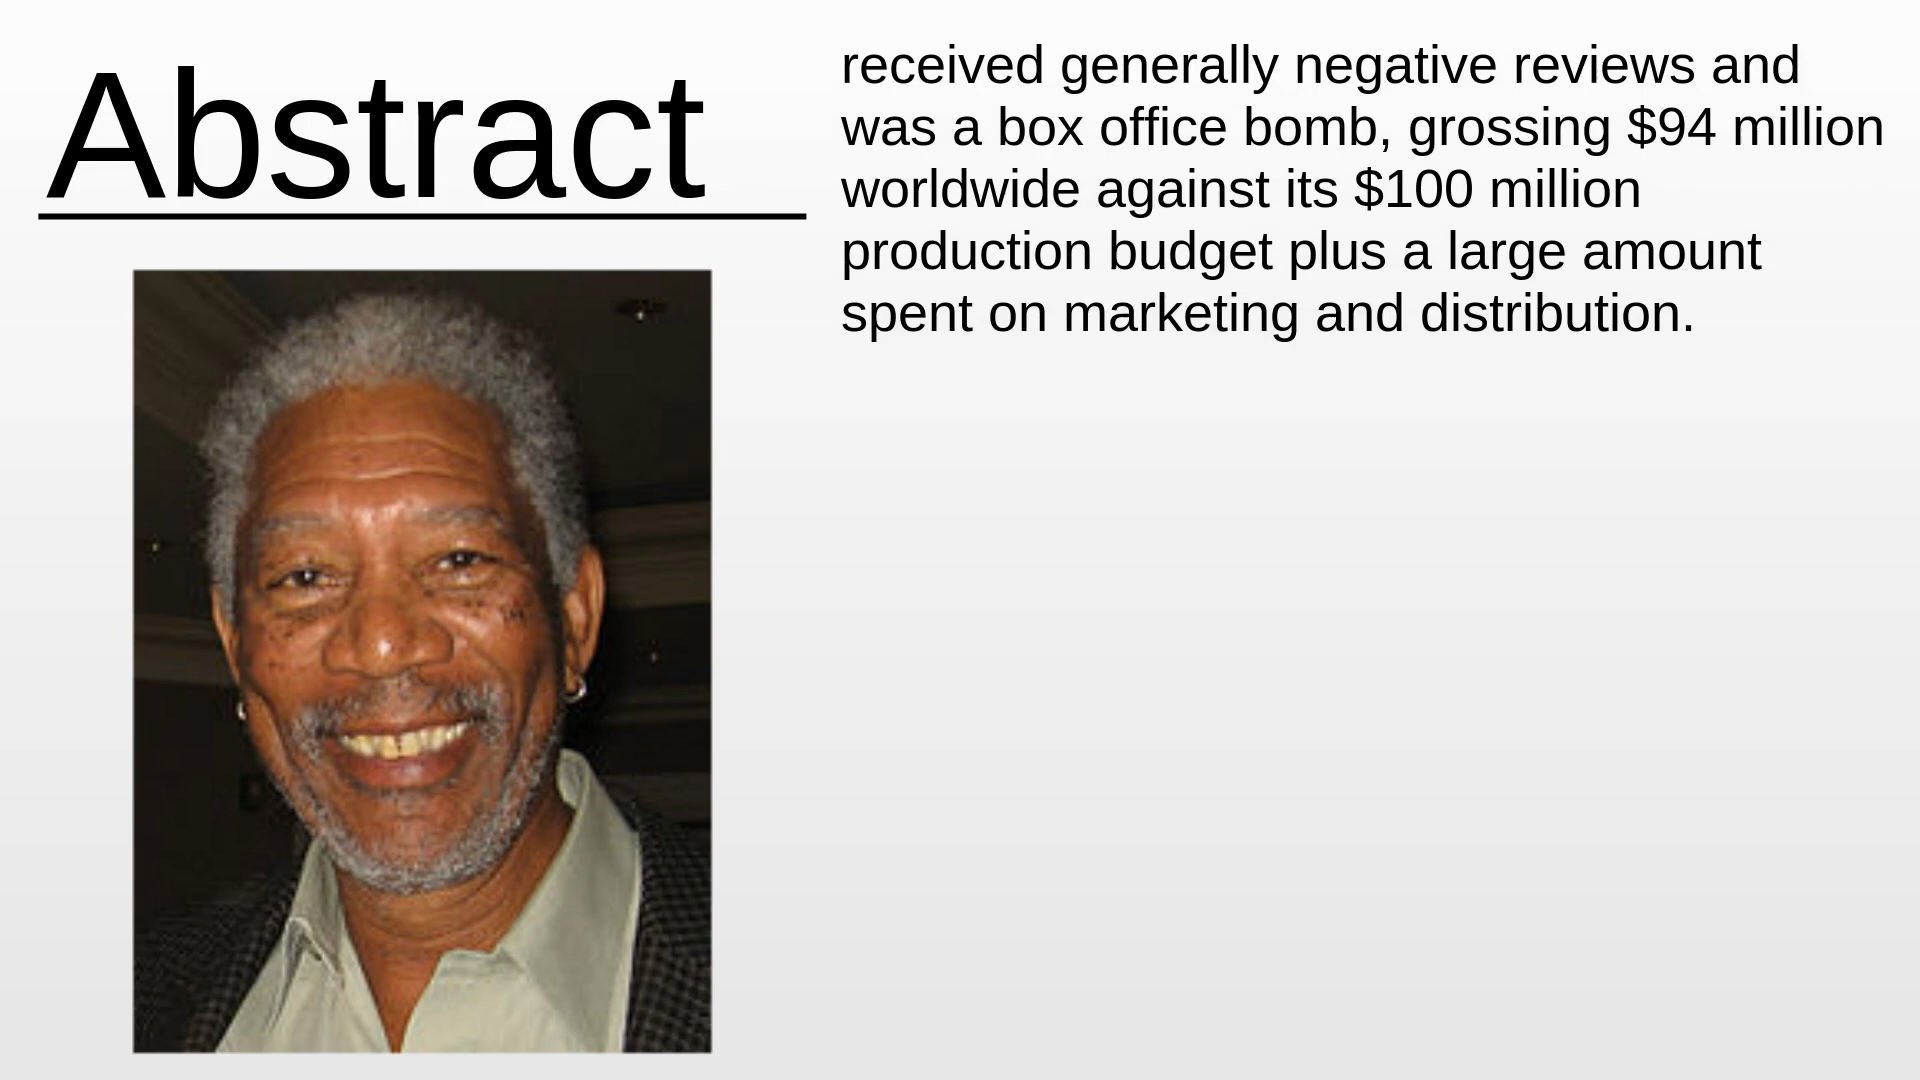 Abstract
received generally negative reviews and
was a box office bomb, grossing $94 million
worldwide against its $100 million
production budget plus a large amount
spent on marketing and distribution.